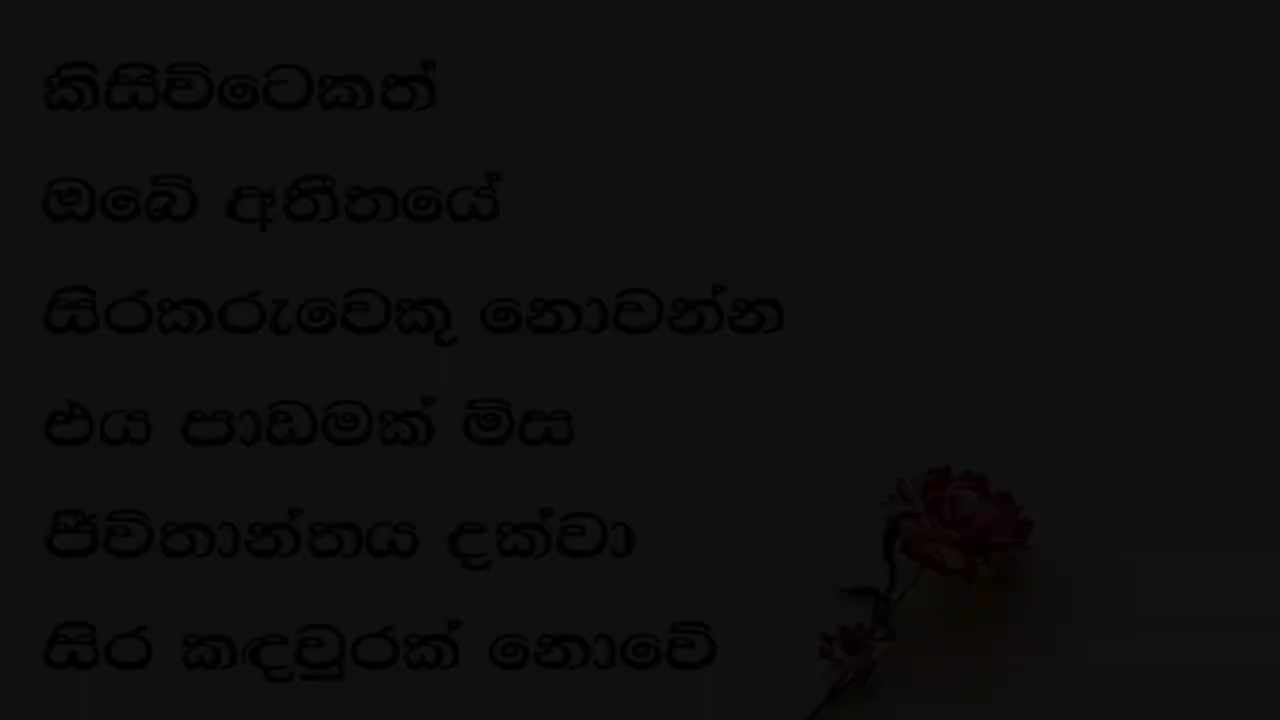 කිසිවිටෙකත්
ඔබේ අතීතයේ
සිරකරුවෙකු නොවන්න
එය පාඩමක් මිස
ජීවිතාන්තය දක්වා
සිර කඳවුරක් නොවේ